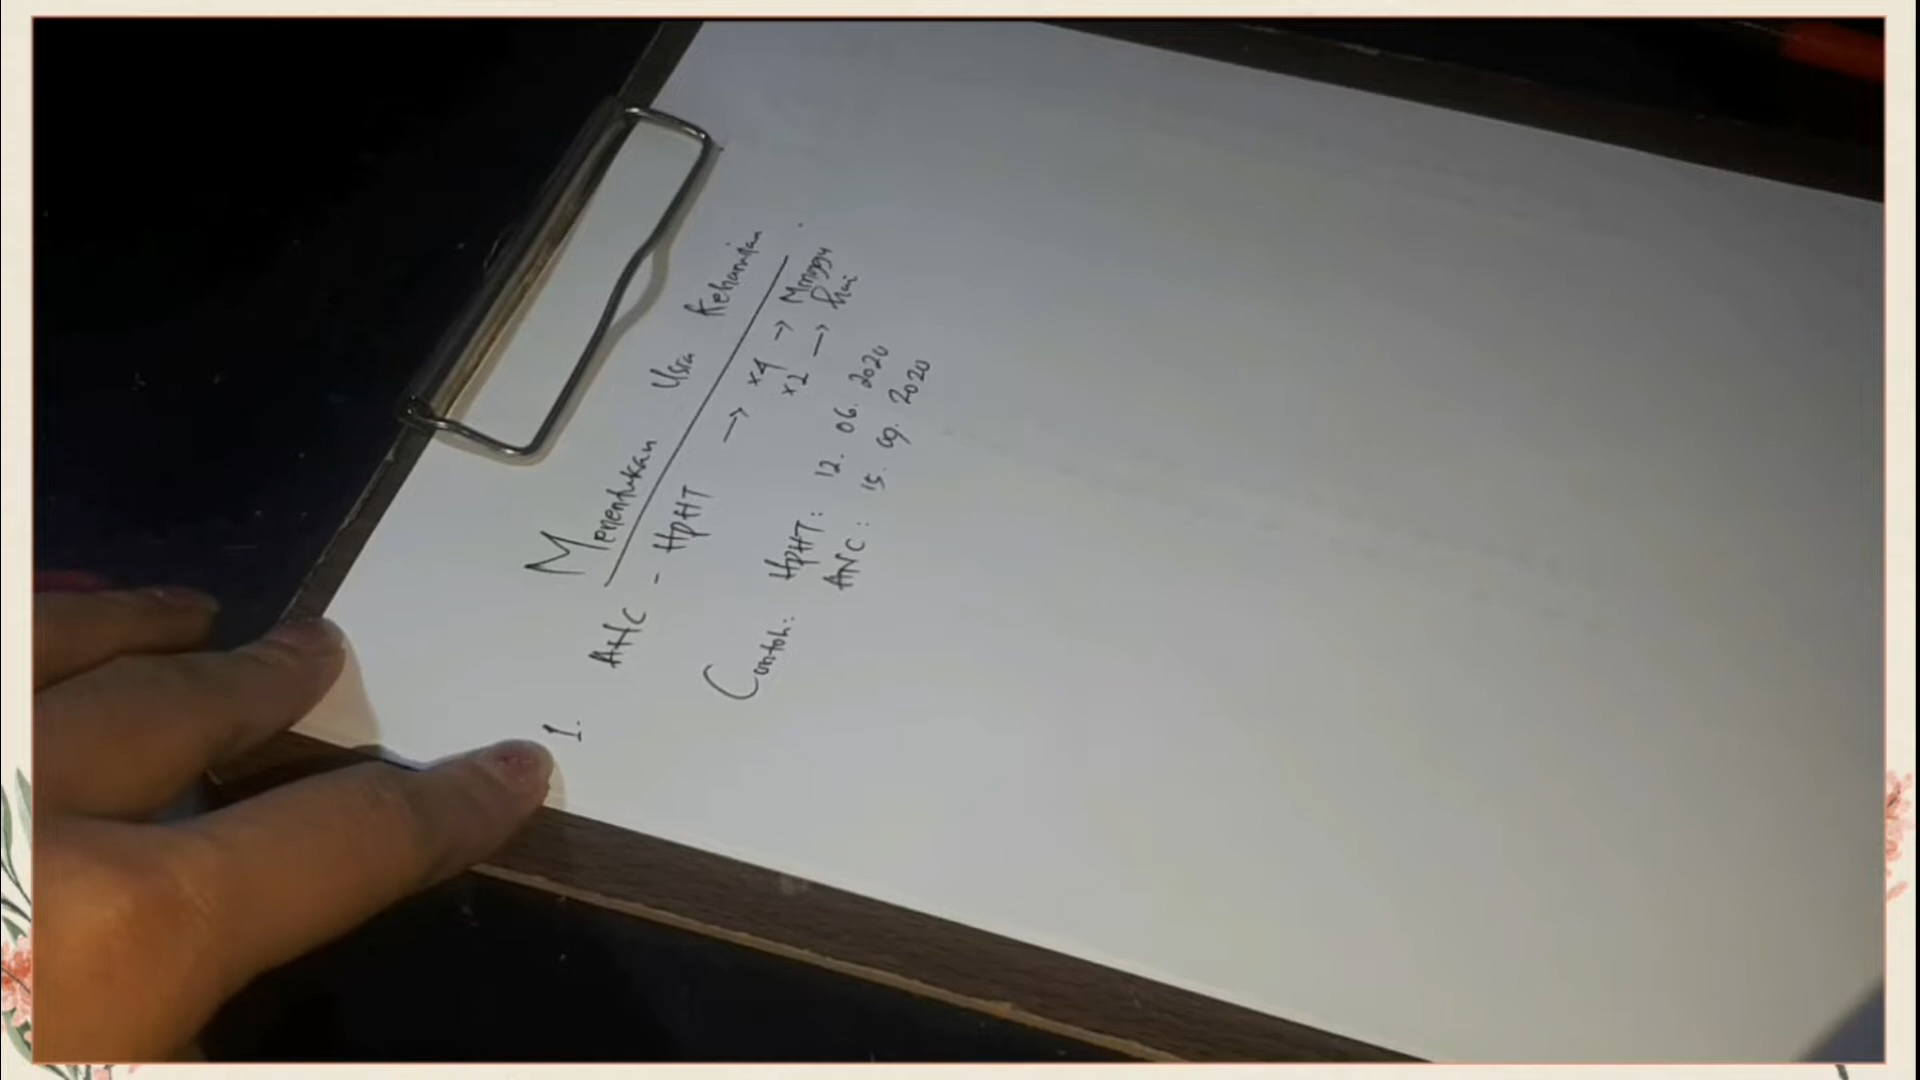 Menentukan Usia Kehamilan
1. ANC - HPHT → x4 → Minggu
x2 → Hari
Contoh: HPHT: 12. 06. 2020
ANC: 15. 09. 2020